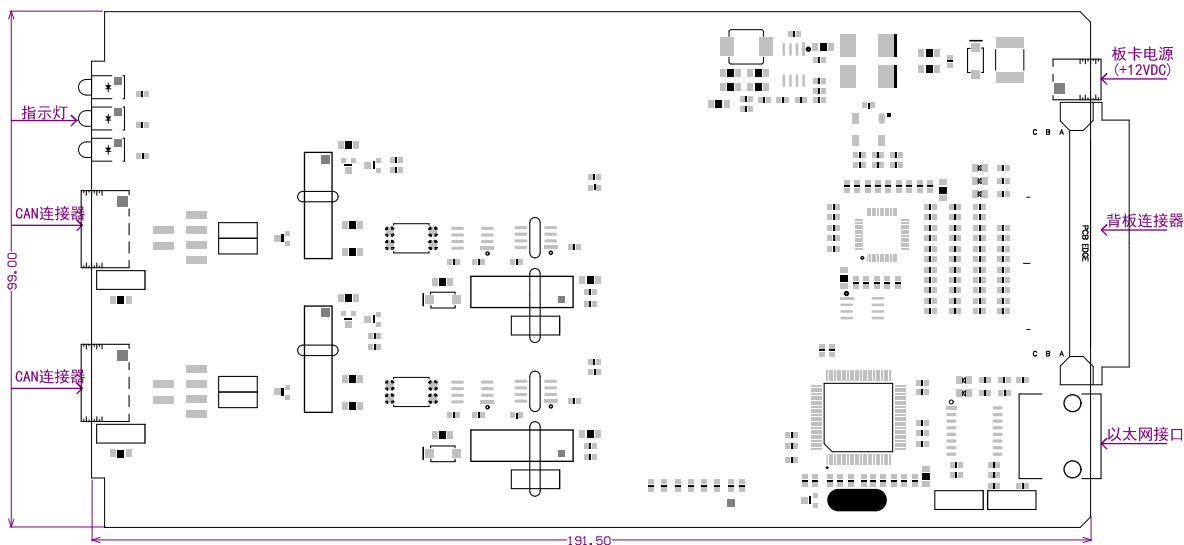 板卡电源
(+12VDC)
指示灯
C B A
CAN连接器
背板连接器
PCB EDGE
99.00
C B A
CAN连接器
以太网接口
191.50